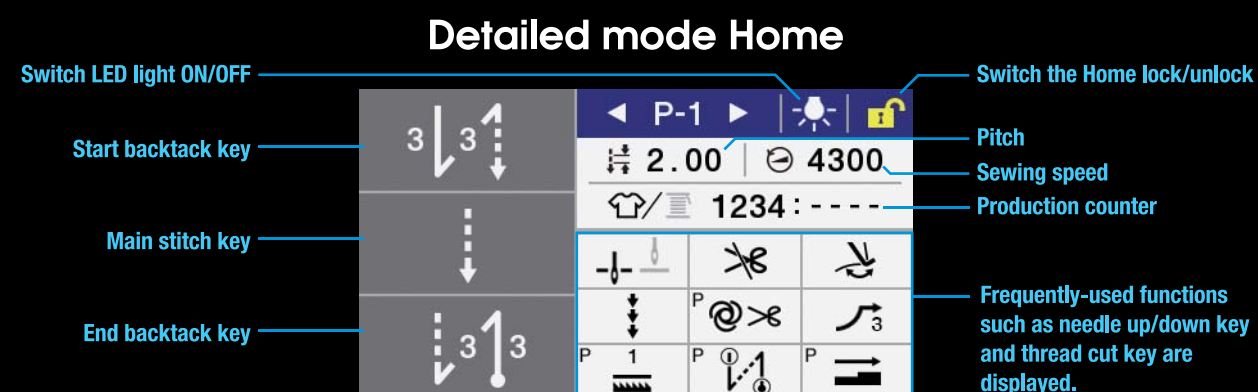 Detailed mode Home
Switch LED light ON/OFF
Switch the Home lock/unlock
P-1
3 3
Start backtack key
2.00
4300
Pitch
Sewing speed
1234:----
Production counter
Main stitch key
Frequently-used functions
such as needle up/down key
and thread cut key are
displayed.
P
3
End backtack key
3 3
P 1
P
P